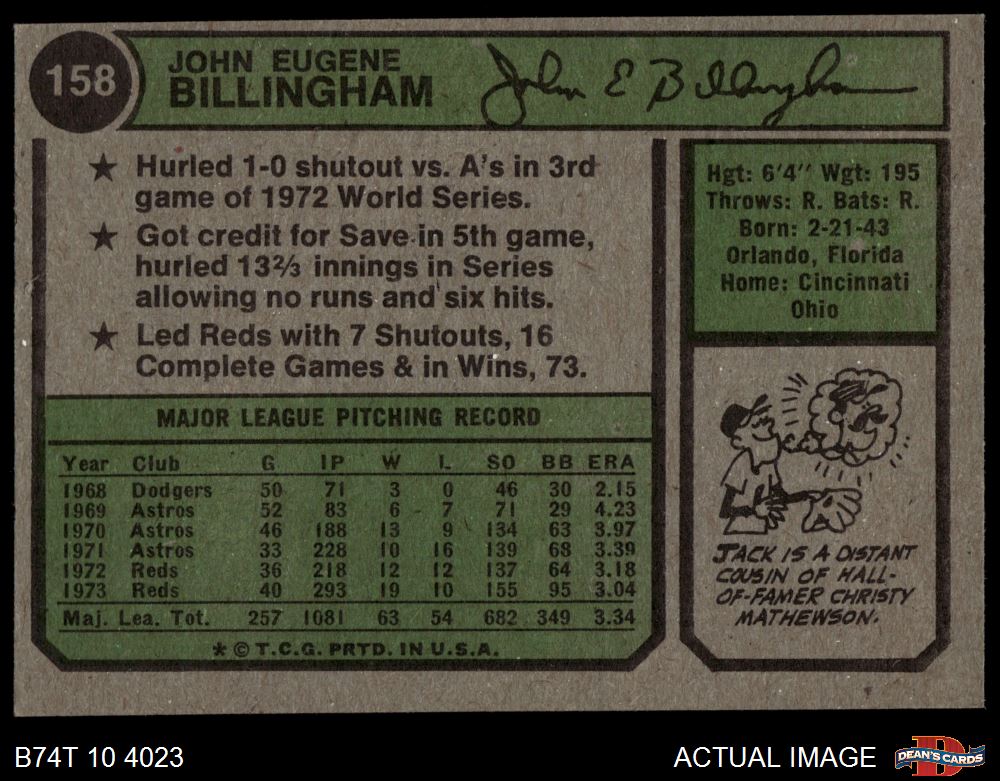 158
JOHN EUGENE
BILLINGHAM
John E Billingham
★ Hurled 1-0 shutout vs. A's in 3rd
game of 1972 World Series.
★ Got credit for Save in 5th game,
hurled 13⅔ innings in Series
allowing no runs and six hits.
★ Led Reds with 7 Shutouts, 16
Complete Games & in Wins, 73.
Hgt: 6'4'' Wgt: 195
Throws: R. Bats: R.
Born: 2-21-43
Orlando, Florida
Home: Cincinnati
Ohio
MAJOR LEAGUE PITCHING RECORD
Year Club G IP W L SO BB ERA
1968 Dodgers 50 71 3 0 46 30 2.15
1969 Astros 52 83 6 7 71 29 4.23
1970 Astros 46 188 13 9 134 63 3.97
1971 Astros 33 228 10 16 139 68 3.39
1972 Reds 36 218 12 12 137 64 3.18
1973 Reds 40 293 19 10 155 95 3.04
Maj. Lea. Tot. 257 1081 63 54 682 349 3.34
* © T.C.G. PRTD. IN U.S.A.
JACK IS A DISTANT
COUSIN OF HALL-
OF-FAMER CHRISTY
MATHEWSON.
B74T 10 4023
ACTUAL IMAGE
D
DEAN'S CARDS